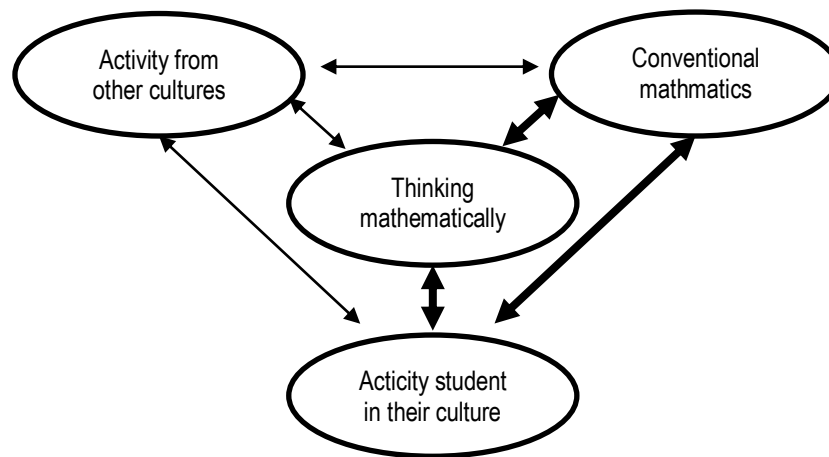 Activity from
other cultures
Conventional
mathmatics
Thinking
mathematically
Acticity student
in their culture